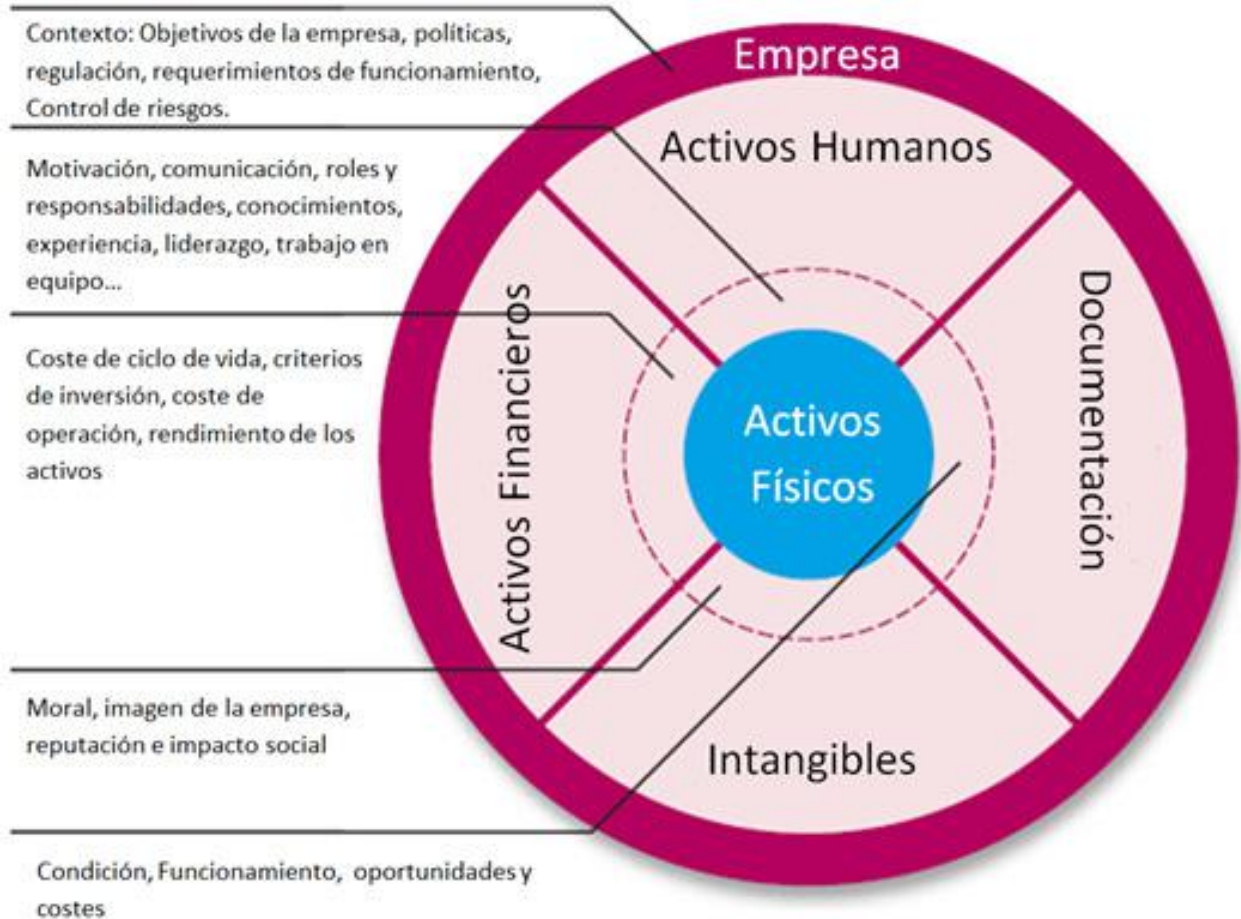 Contexto: Objetivos de la empresa, políticas,
regulación, requerimientos de funcionamiento,
Control de riesgos.
Motivación, comunicación, roles y
responsabilidades, conocimientos,
experiencia, liderazgo, trabajo en
equipo...
Coste de ciclo de vida, criterios
de inversión, coste de
operación, rendimiento de los
activos
Moral, imagen de la empresa,
reputación e impacto social
Condición, Funcionamiento, oportunidades y
costes
Empresa
Activos Humanos
Activos Financieros
Activos
Físicos
Documentación
Intangibles